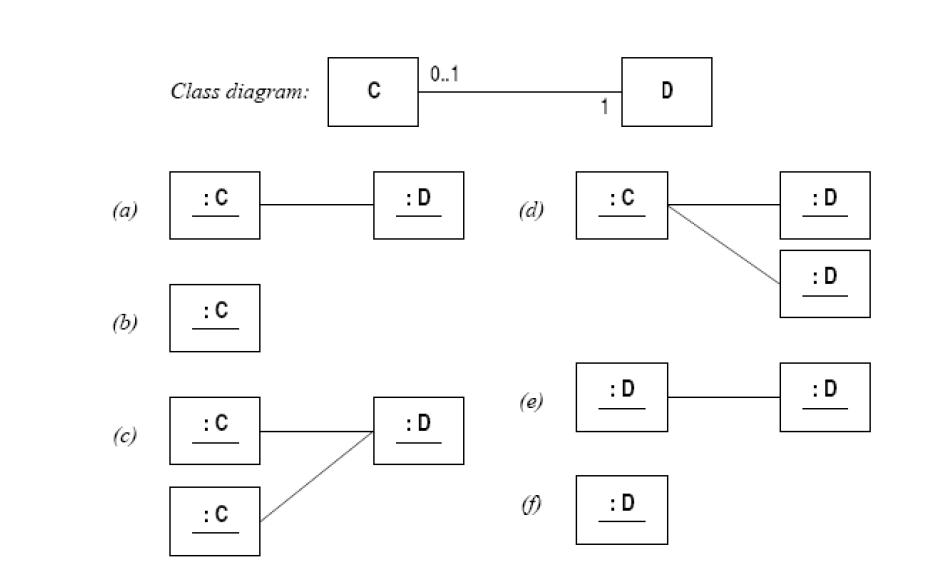 Class diagram: C 0..1 1 D
(a) : C : D
(d) : C : D
: D
(b) : C
(c) : C : D
: C
(e) : D : D
(f) : D